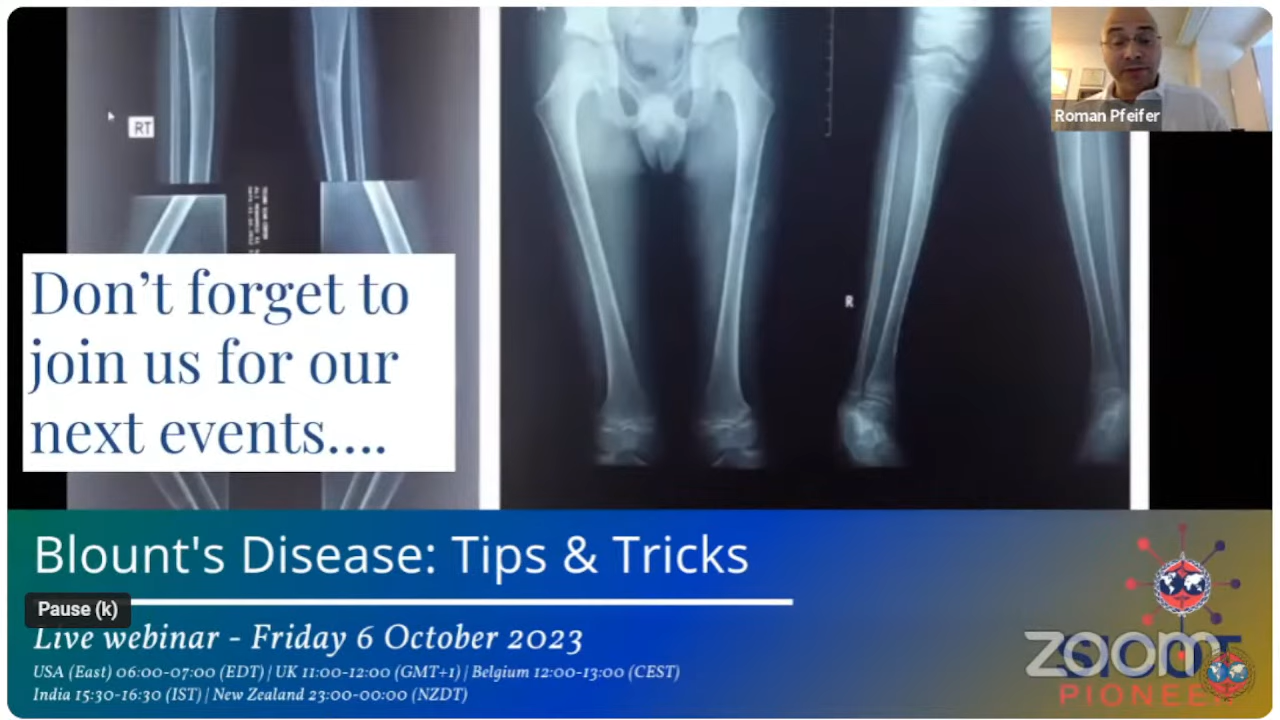 RT
R
Roman Pfeifer
Don't forget to
join us for our
next events....
Blount's Disease: Tips & Tricks
Pause (k)
Live webinar - Friday 6 October 2023
USA (East) 06:00-07:00 (EDT) | UK 11:00-12:00 (GMT+1) | Belgium 12:00-13:00 (CEST)
India 15:30-16:30 (IST) | New Zealand 23:00-00:00 (NZDT)
zoom
PIONEER